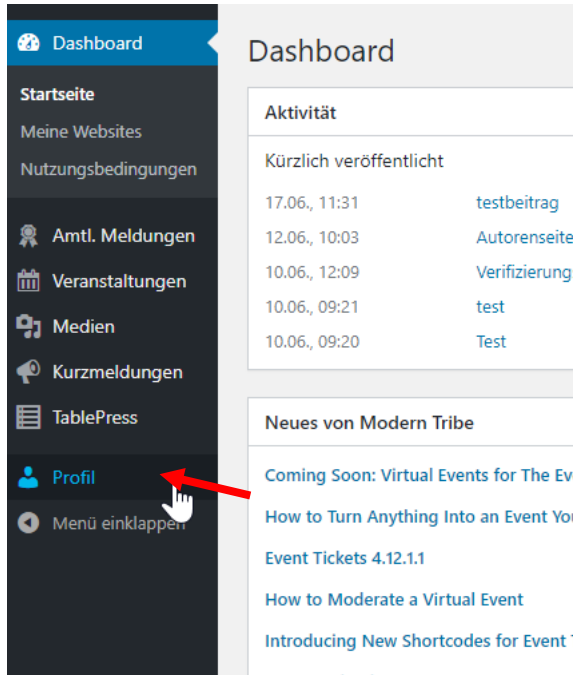 Dashboard
Startseite
Meine Websites
Nutzungsbedingungen
Amtl. Meldungen
Veranstaltungen
Medien
Kurzmeldungen
TablePress
Profil
Menü einklappen
Dashboard
Aktivität
Kürzlich veröffentlicht
17.06., 11:31 testbeitrag
12.06., 10:03 Autorenseite
10.06., 12:09 Verifizierung
10.06., 09:21 test
10.06., 09:20 Test
Neues von Modern Tribe
Coming Soon: Virtual Events for The Ev
How to Turn Anything Into an Event You
Event Tickets 4.12.1.1
How to Moderate a Virtual Event
Introducing New Shortcodes for Event